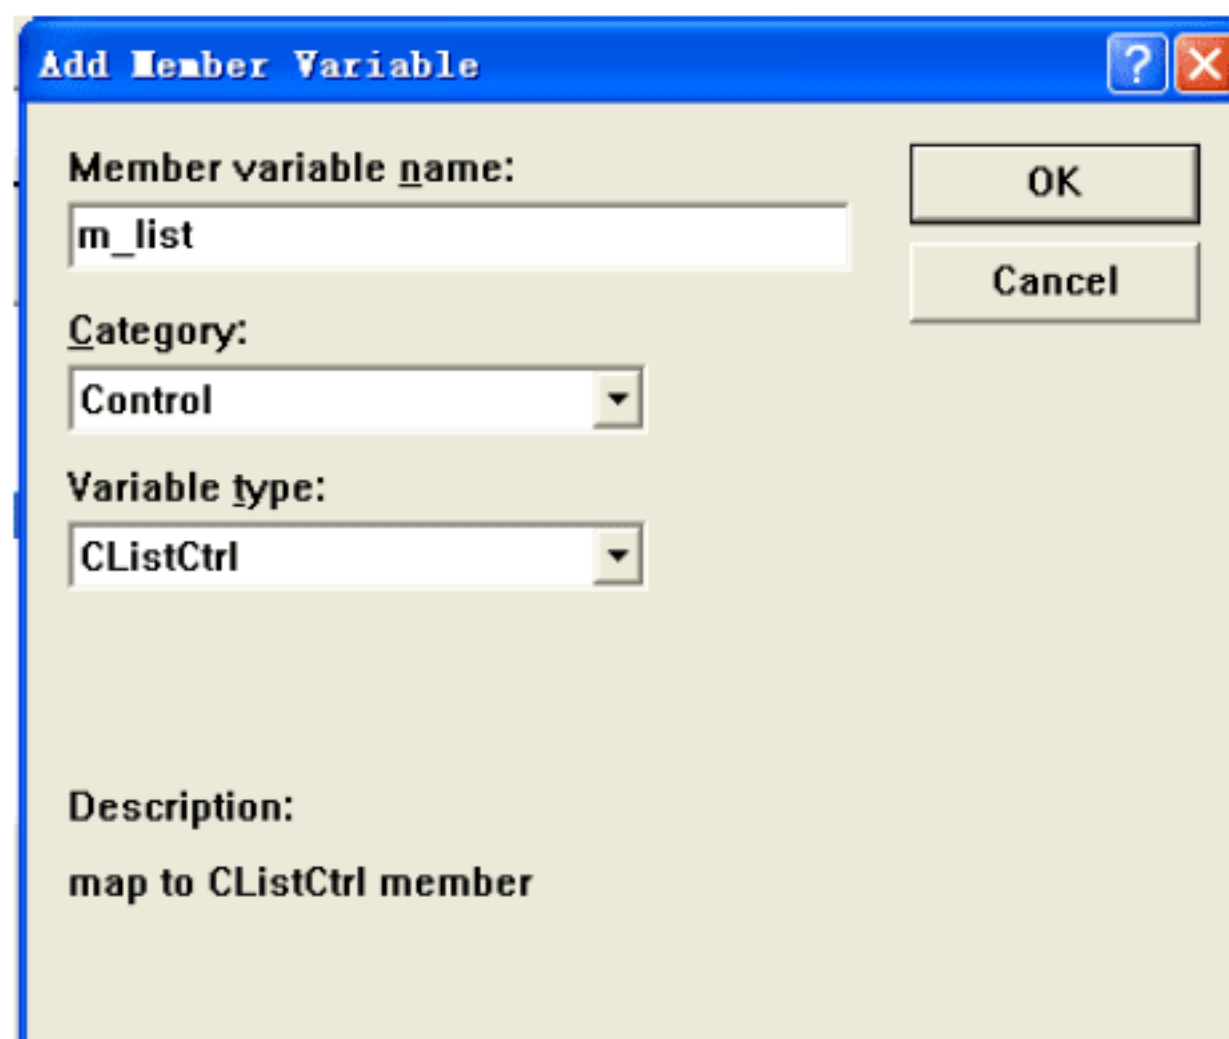 Add Member Variable
?
Member variable name:
OK
m_list
Cancel
Category:
Control
Variable type:
CListCtrl
Description:
map to CListCtrl member